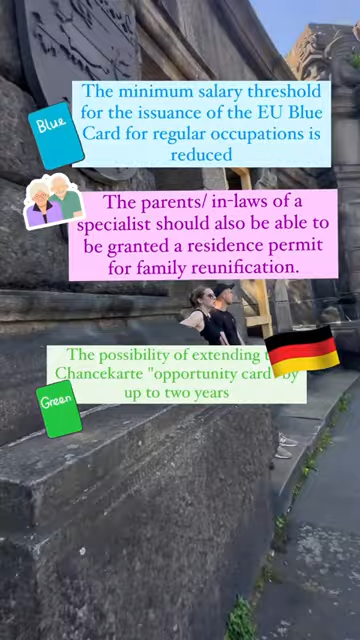 Blue
The minimum salary threshold
for the issuance of the EU Blue
Card for regular occupations is
reduced
The parents/ in-laws of a
specialist should also be able to
be granted a residence permit
for family reunification.
The possibility of extending
Chancekarte "opportunity card" by
up to two years
Green